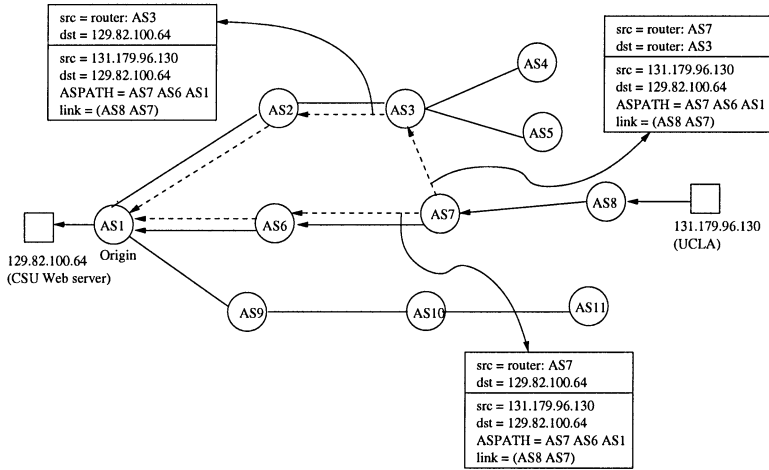 src = router: AS3
dst = 129.82.100.64
src = 131.179.96.130
dst = 129.82.100.64
ASPATH = AS7 AS6 AS1
link = (AS8 AS7)
src = router: AS7
dst = router: AS3
src = 131.179.96.130
dst = 129.82.100.64
ASPATH = AS7 AS6 AS1
link = (AS8 AS7)
AS4
AS2
AS3
AS5
AS1
AS6
AS7
AS8
Origin
129.82.100.64
(CSU Web server)
131.179.96.130
(UCLA)
AS9
AS10
AS11
src = router: AS7
dst = 129.82.100.64
src = 131.179.96.130
dst = 129.82.100.64
ASPATH = AS7 AS6 AS1
link = (AS8 AS7)